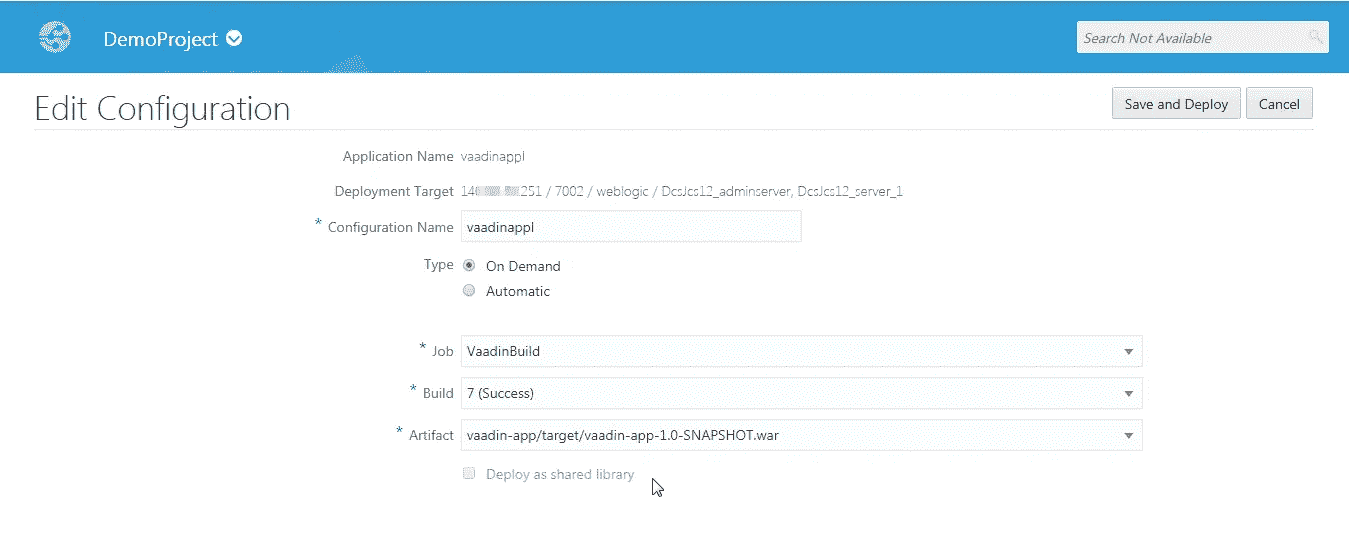 DemoProject
Search Not Available
Edit Configuration
Save and Deploy Cancel
Application Name vaadinappl
Deployment Target 251 / 7002 / weblogic / DcsJcs12_adminserver, DcsJcs12_server_1
* Configuration Name vaadinappl
Type On Demand
Automatic
* Job VaadinBuild
* Build 7 (Success)
* Artifact vaadin-app/target/vaadin-app-1.0-SNAPSHOT.war
Deploy as shared library